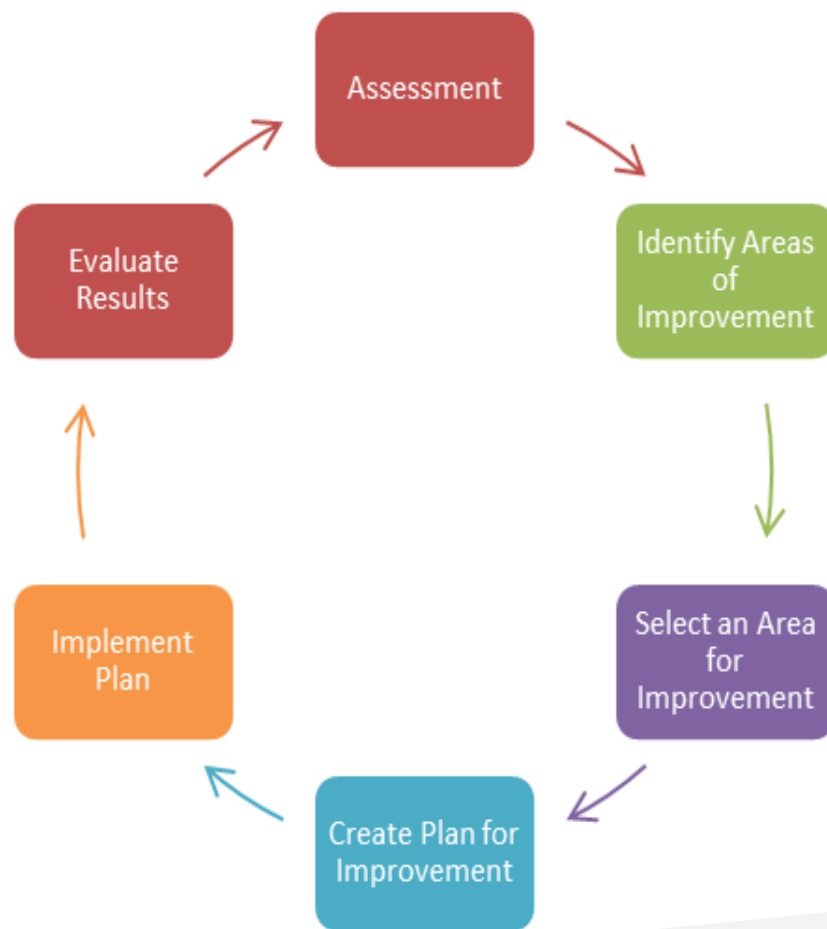 Assessment
Identify Areas
of
Improvement
Select an Area
for
Improvement
Create Plan for
Improvement
Implement
Plan
Evaluate
Results